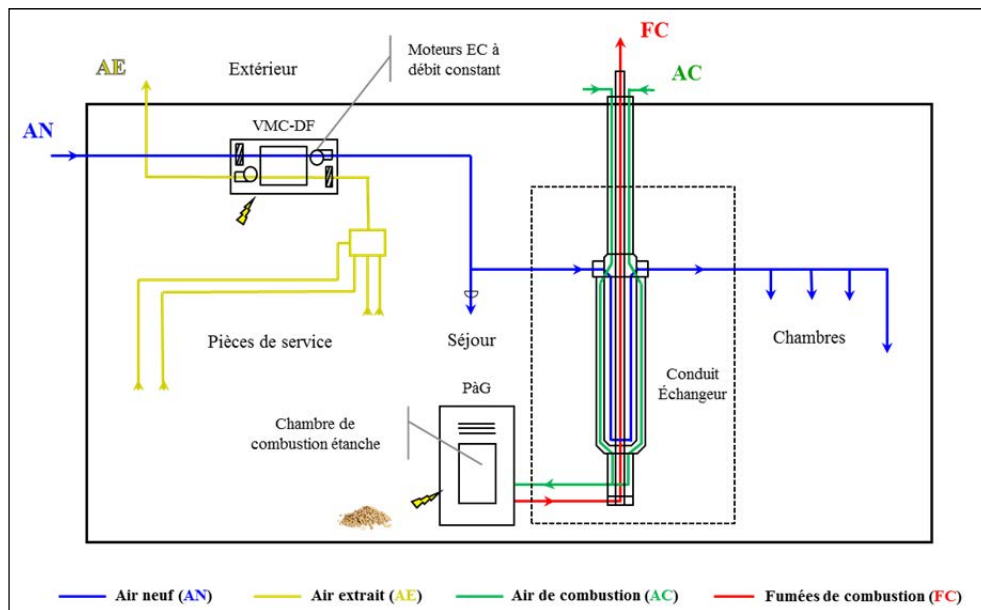 FC
Moteurs EC à
débit constant
AE
Extérieur
AC
VMC-DF
AN
Pièces de service
Séjour
Chambres
PàG
Conduit
Échangeur
Chambre de
combustion étanche
Air neuf (AN)
Air extrait (AE)
Air de combustion (AC)
Fumées de combustion (FC)